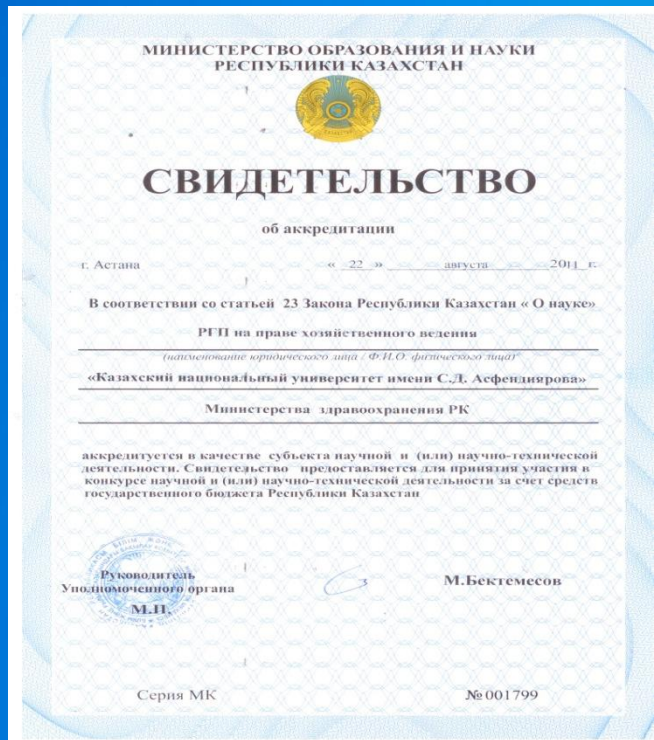 МИНИСТЕРСТВО ОБРАЗОВАНИЯ И НАУКИ
РЕСПУБЛИКИ КАЗАХСТАН
СВИДЕТЕЛЬСТВО
об аккредитации
г. Астана « 22 » августа 2011 г.
В соответствии со статьей 23 Закона Республики Казахстан « О науке»
РГП на праве хозяйственного ведения
(наименование юридического лица / Ф.И.О. физического лица)
«Казахский национальный университет имени С.Д. Асфендиярова»
Министерства здравоохранения РК
аккредитуется в качестве субъекта научной и (или) научно-технической
деятельности. Свидетельство предоставляется для принятия участия в
конкурсе научной и (или) научно-технической деятельности за счет средств
государственного бюджета Республики Казахстан
Руководитель
Уполномоченного органа М.Бектемесов
М.П.
Серия МК № 001799